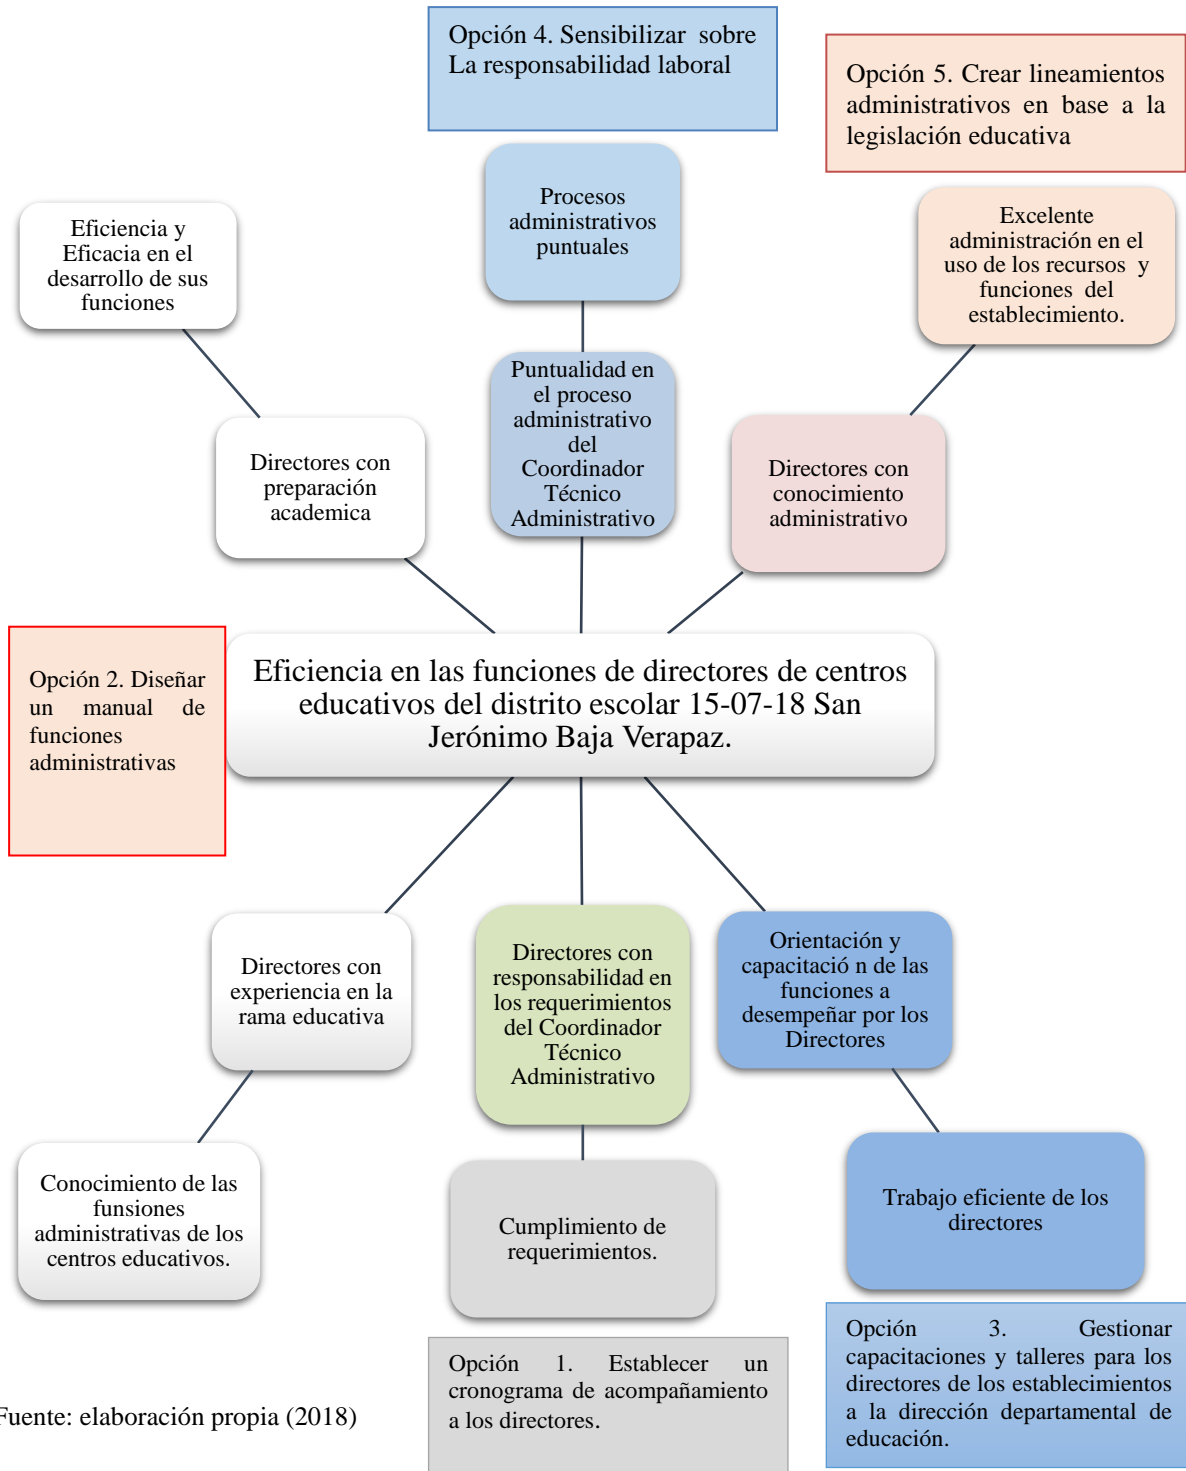 Opción 4. Sensibilizar sobre
La responsabilidad laboral
Opción 5. Crear lineamientos
administrativos en base a la
legislación educativa
Procesos
administrativos
puntuales
Eficiencia y
Eficacia en el
desarrollo de sus
funciones
Excelente
administración en el
uso de los recursos y
funciones del
establecimiento.
Puntualidad en
el proceso
administrativo
del
Coordinador
Técnico
Administrativo
Directores con
preparación
academica
Directores con
conocimiento
administrativo
Opción 2. Diseñar
un manual de
funciones
administrativas
Eficiencia en las funciones de directores de centros
educativos del distrito escolar 15-07-18 San
Jerónimo Baja Verapaz.
Directores con
experiencia en la
rama educativa
Directores con
responsabilidad en
los requerimientos
del Coordinador
Técnico
Administrativo
Orientación y
capacitació n de las
funciones a
desempeñar por los
Directores
Conocimiento de las
funsiones
administrativas de los
centros educativos.
Cumplimiento de
requerimientos.
Trabajo eficiente de los
directores
Opción 1. Establecer un
cronograma de acompañamiento
a los directores.
Opción 3. Gestionar
capacitaciones y talleres para los
directores de los establecimientos
a la dirección departamental de
educación.
Fuente: elaboración propia (2018)